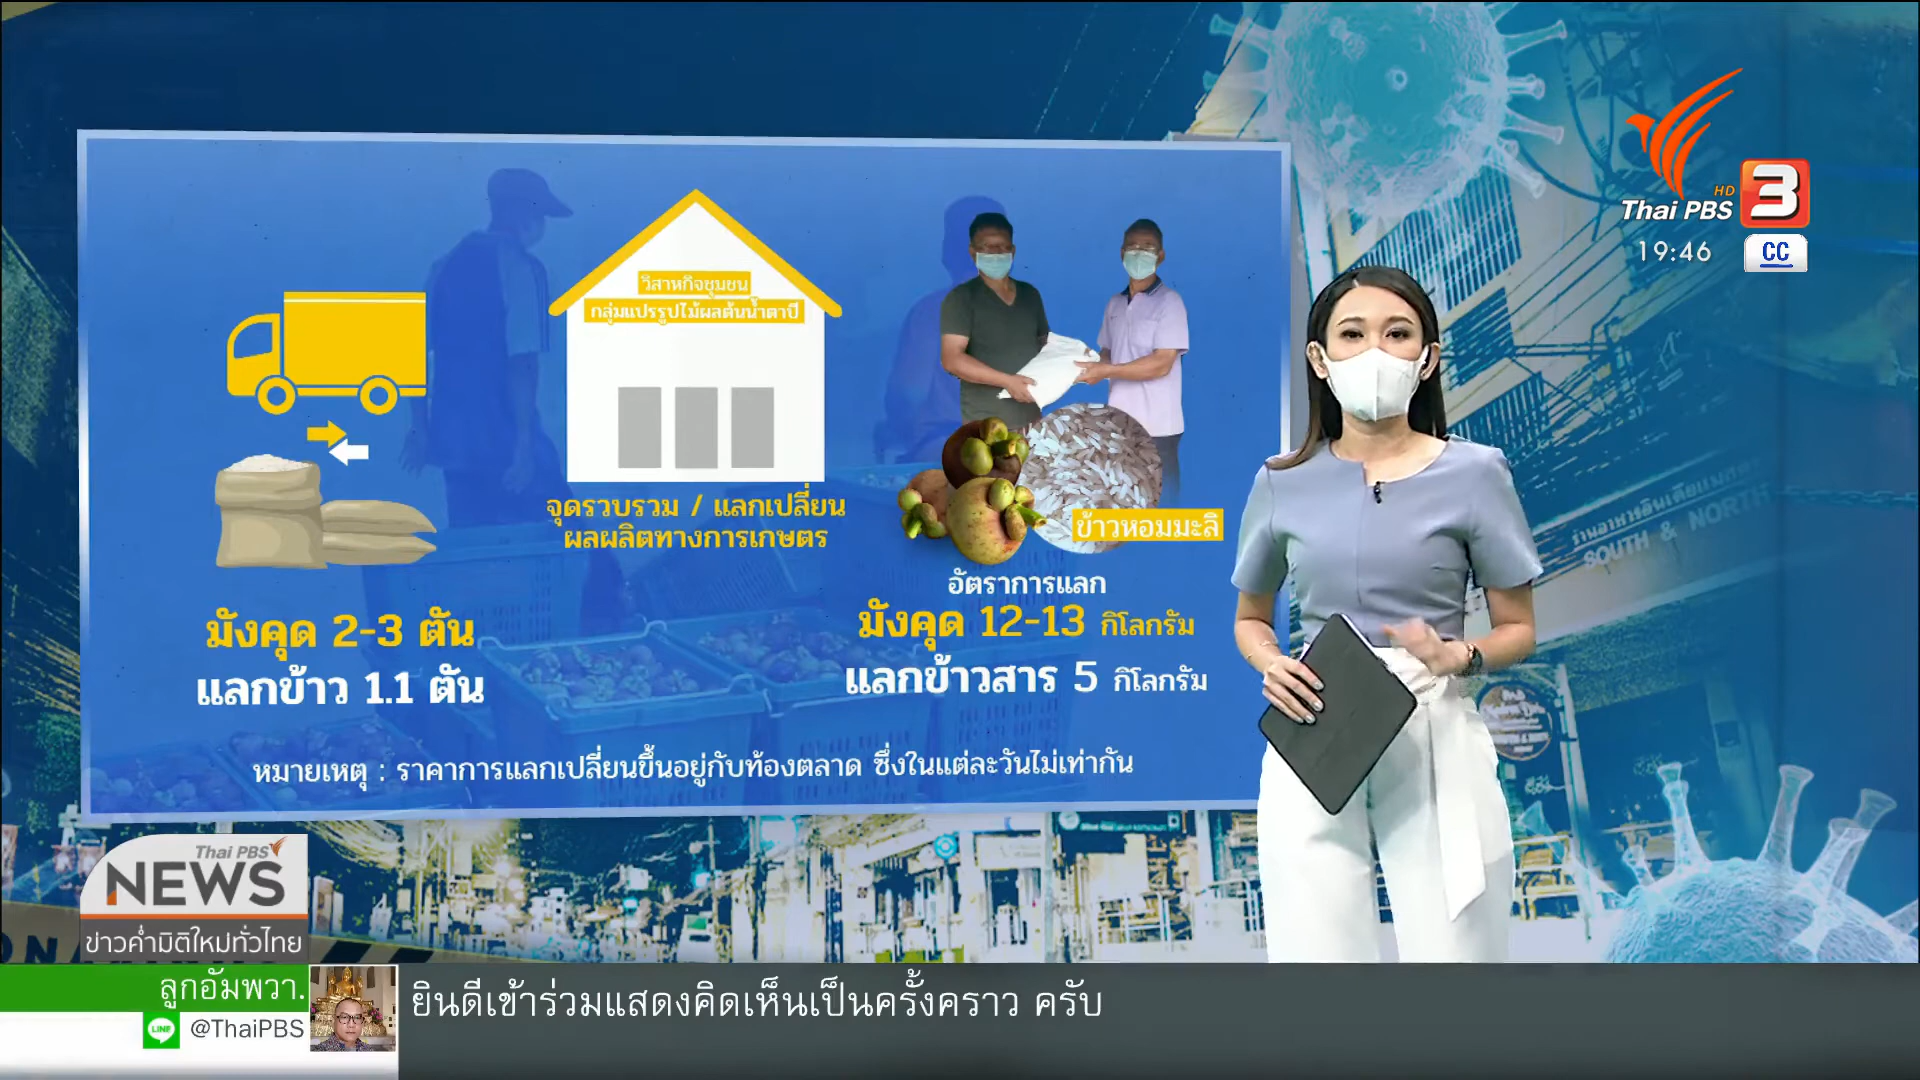 HD
Thai PBS 3
19:46
CC
วิสาหกิจชุมชน
กลุ่มแปรรูปไม้ผลต้นน้ำตาปี
จุดรวบรวม / แลกเปลี่ยน
ผลผลิตทางการเกษตร
มังคุด 2-3 ตัน
แลกข้าว 1.1 ตัน
ข้าวหอมมะลิ
อัตราการแลก
มังคุด 12-13 กิโลกรัม
แลกข้าวสาร 5 กิโลกรัม
หมายเหตุ : ราคาการแลกเปลี่ยนขึ้นอยู่กับท้องตลาด ซึ่งในแต่ละวันไม่เท่ากัน
SOUTH & NORTH
Thai PBS
NEWS
ข่าวค่ำมิติใหม่ทั่วไทย
ลูกอัมพวา.
LINE @ThaiPBS
ยินดีเข้าร่วมแสดงคิดเห็นเป็นครั้งคราว ครับ